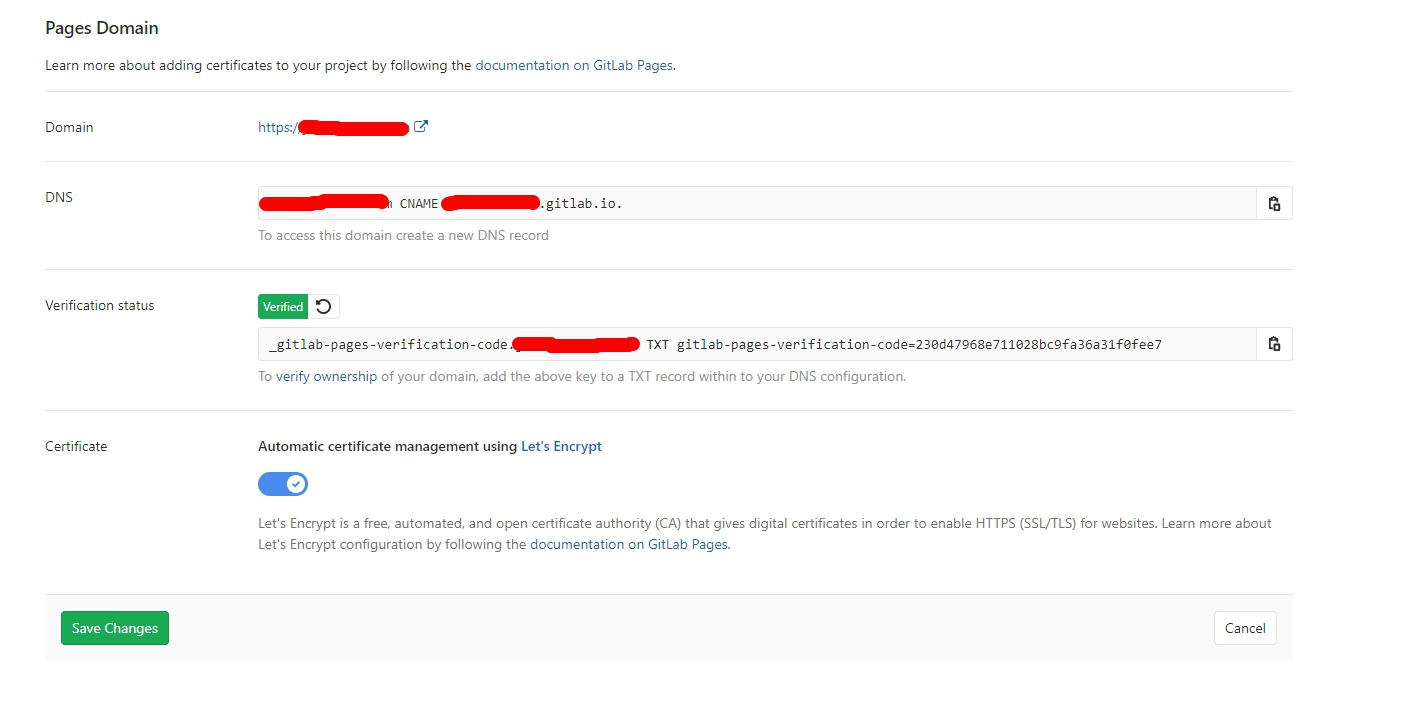 Pages Domain
Learn more about adding certificates to your project by following the documentation on GitLab Pages.
Domain
https:/
DNS
CNAME .gitlab.io.
To access this domain create a new DNS record
Verification status
Verified
_gitlab-pages-verification-code. TXT gitlab-pages-verification-code=230d47968e711028bc9fa36a31f0fee7
To verify ownership of your domain, add the above key to a TXT record within to your DNS configuration.
Certificate
Automatic certificate management using Let's Encrypt
Let's Encrypt is a free, automated, and open certificate authority (CA) that gives digital certificates in order to enable HTTPS (SSL/TLS) for websites. Learn more about
Let's Encrypt configuration by following the documentation on GitLab Pages.
Save Changes
Cancel